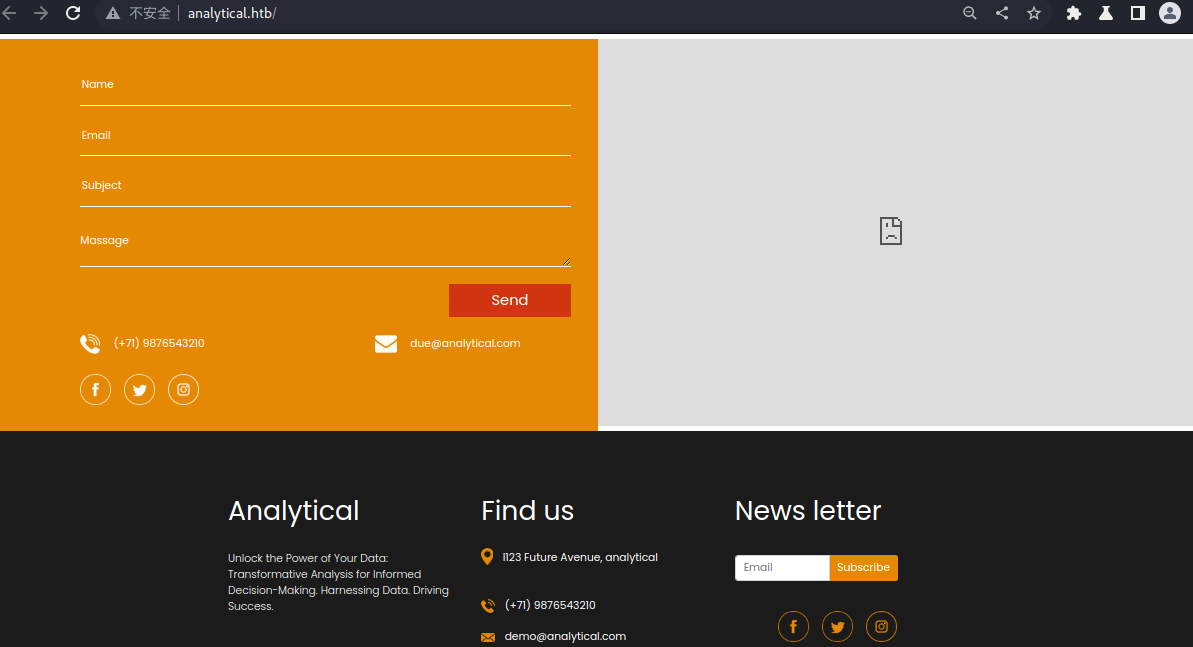 不安全 analytical.htb/
Name
Email
Subject
Massage
Send
(+71) 9876543210
due@analytical.com
Analytical
Unlock the Power of Your Data:
Transformative Analysis for Informed
Decision-Making. Harnessing Data. Driving
Success.
Find us
l123 Future Avenue, analytical
(+71) 9876543210
demo@analytical.com
News letter
Email Subscribe